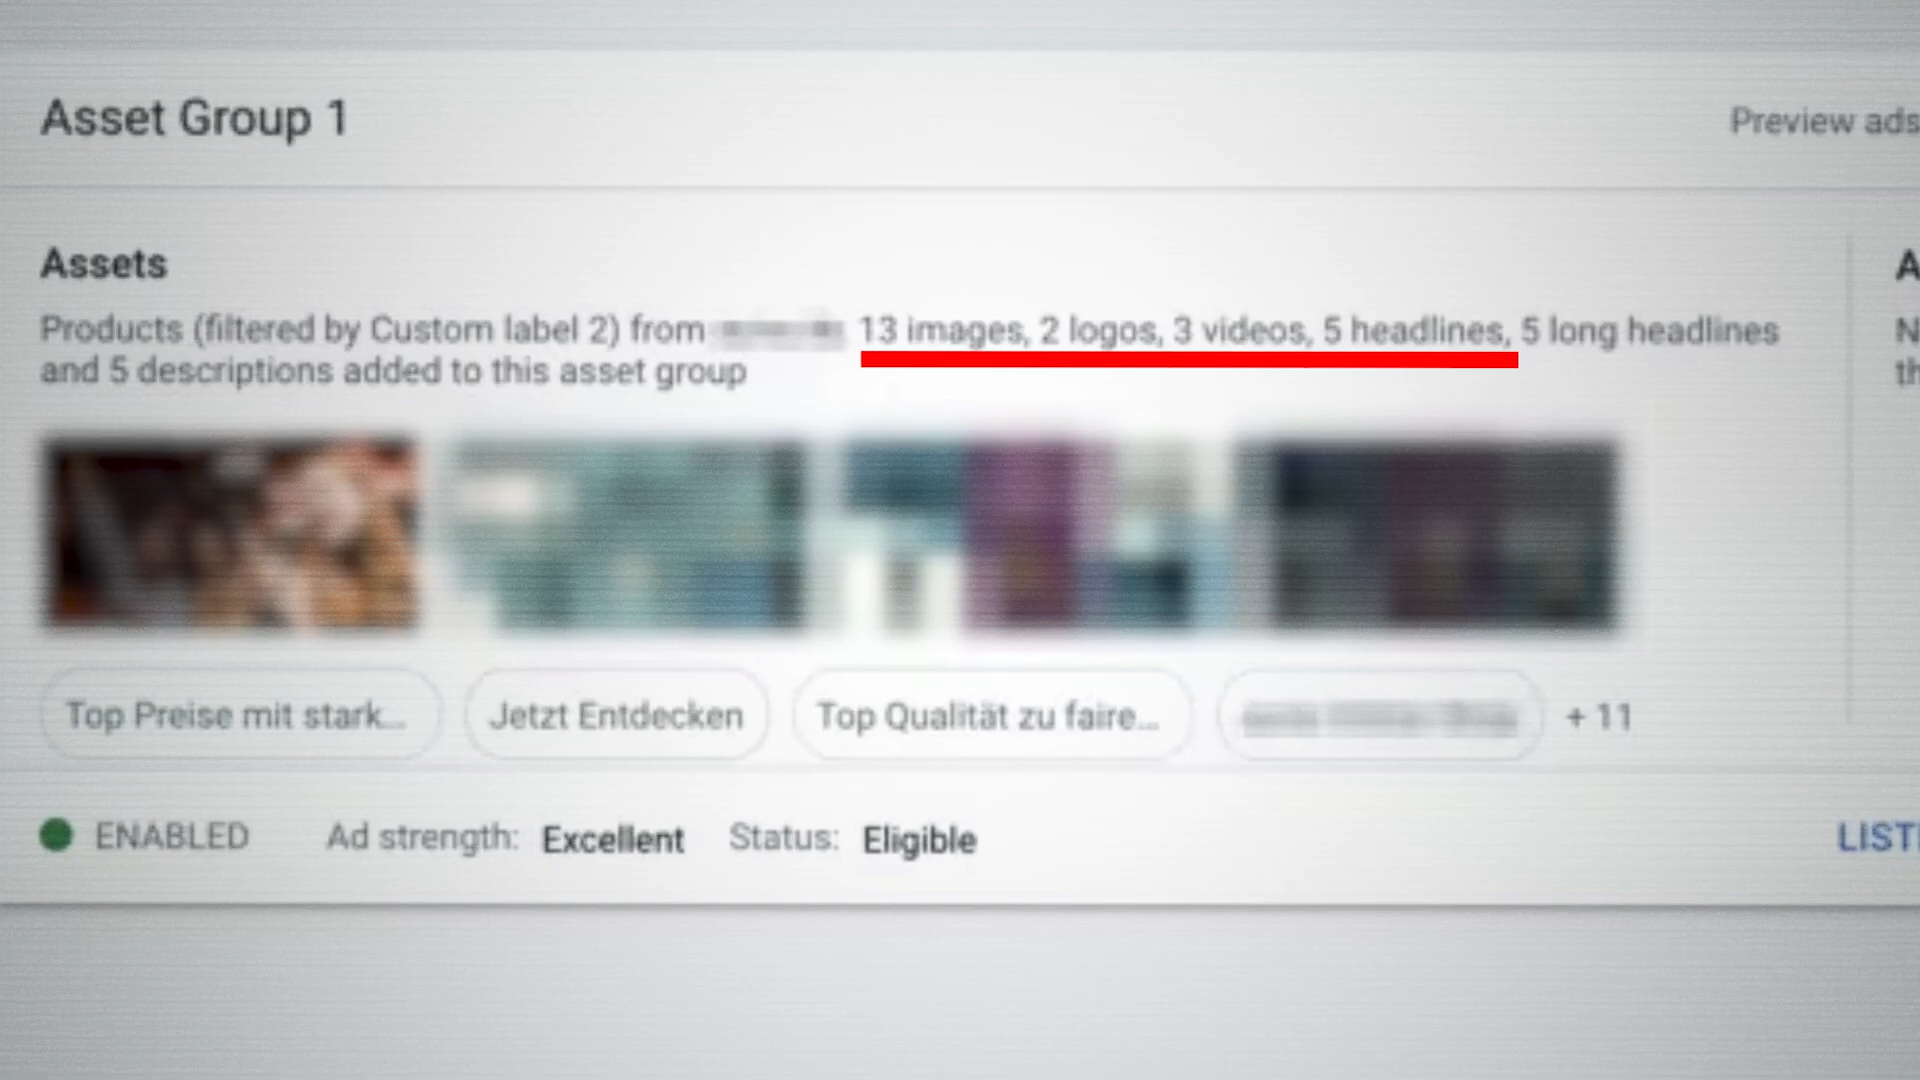 Asset Group 1
Preview ads
Assets
Products (filtered by Custom label 2) from 13 images, 2 logos, 3 videos, 5 headlines, 5 long headlines
and 5 descriptions added to this asset group
A
N
th
Top Preise mit stark...
Jetzt Entdecken
Top Qualität zu faire...
+ 11
ENABLED
Ad strength: Excellent
Status: Eligible
LIST